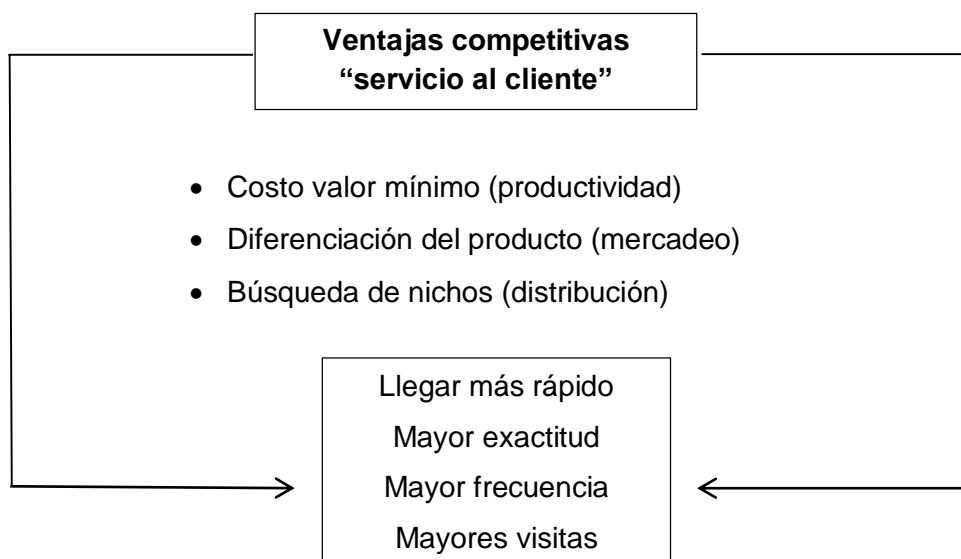 Ventajas competitivas
“servicio al cliente”
• Costo valor mínimo (productividad)
• Diferenciación del producto (mercadeo)
• Búsqueda de nichos (distribución)
Llegar más rápido
Mayor exactitud
Mayor frecuencia
Mayores visitas